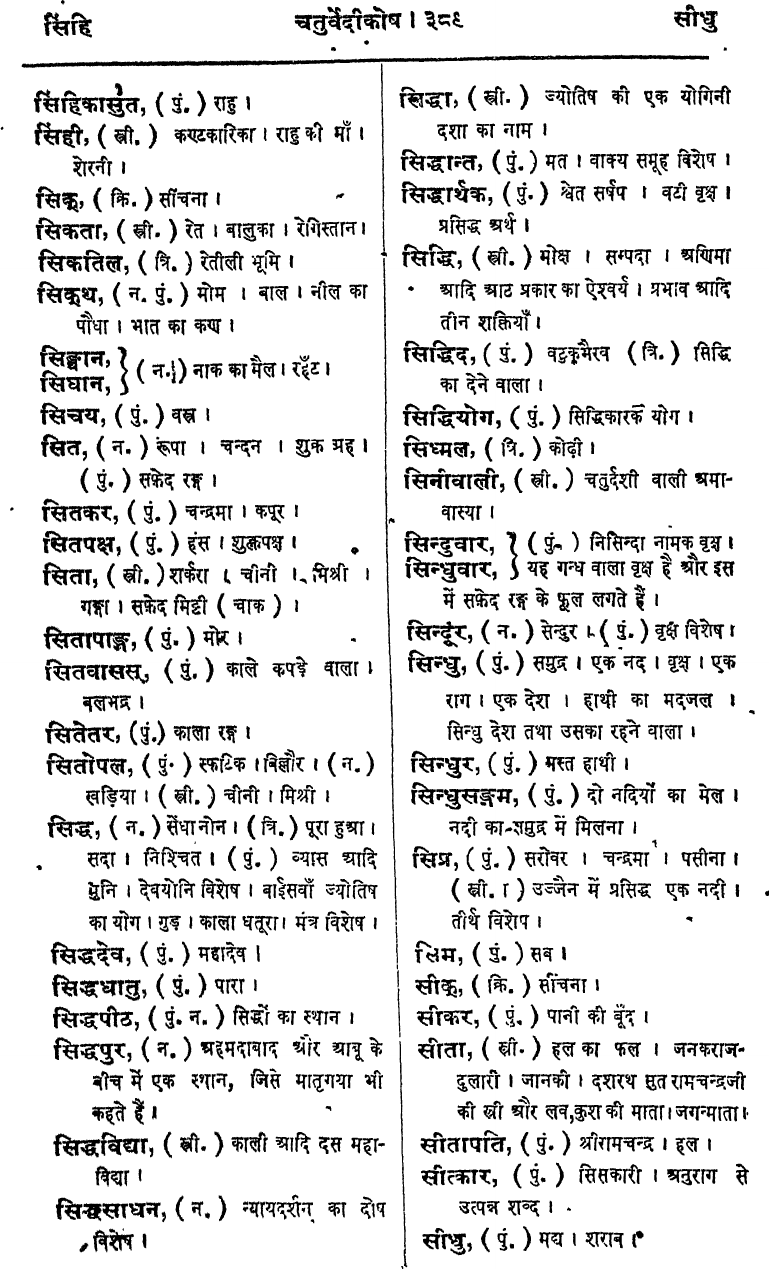 सिंहि चतुर्वेदीकोष । ३८९ सीधु
सिंहिकासुत, ( पुं. ) राहु ।
सिंही, ( स्त्री. ) कण्टकारिका । राहु की माँ ।
शेरनी ।
सिक्, ( क्रि. ) सींचना ।
सिकता, ( स्त्री. ) रेत । बालुका । रेगिस्तान ।
सिकतिल, ( त्रि. ) रेतीली भूमि ।
सिक्थ, ( न. पुं. ) मोम । बाल । नील का
पौधा । भात का कण ।
सिङ्घान,
सिंघान, } ( न. ) नाक का मैल । रहँट ।
सिचय, ( पुं. ) वस्त्र ।
सित, ( न. ) रूपा । चन्दन । शुक्र ग्रह ।
( पुं. ) सफ़ेद रङ्ग ।
सितकर, ( पुं. ) चन्द्रमा । कपूर ।
सितपक्ष, ( पुं. ) हंस । शुक्लपक्ष ।
सिता, ( स्त्री. ) शर्करा । चीनी । मिश्री ।
गङ्गा । सफ़ेद मिट्टी ( चाक ) ।
सितापाङ्ग, ( पुं. ) मोर ।
सितवासस्, ( पुं. ) काले कपड़े वाला ।
बलभद्र ।
सितेतर, (पुं.) काला रङ्ग ।
सितोपल, ( पुं. ) स्फटिक । बिल्लौर । ( न. )
खड़िया । ( स्त्री. ) चीनी । मिश्री ।
सिद्ध, ( न. ) सेंधानोन । ( त्रि. ) पूरा हुआ ।
सदा । निश्चित । ( पुं. ) व्यास आदि
मुनि । देवयोनि विशेष । बाईसवाँ ज्योतिष
का योग । गुड़ । काला धतूरा । मंत्र विशेष ।
सिद्धदेव, ( पुं. ) महादेव ।
सिद्धधातु, ( पुं. ) पारा ।
सिद्धपीठ, ( पुं. न. ) सिद्धों का स्थान ।
सिद्धपुर, ( न. ) अहमदाबाद और आबू के
बीच में एक स्थान, जिसे मातृगया भी
कहते हैं ।
सिद्धविद्या, ( स्त्री. ) काली आदि दस महा-
विद्या ।
सिद्धसाधन, ( न. ) न्यायदर्शन का दोष
विशेष ।
सिद्धा, ( स्त्री. ) ज्योतिष की एक योगिनी
दशा का नाम ।
सिद्धान्त, ( पुं. ) मत । वाक्य समूह विशेष ।
सिद्धार्थक, ( पुं. ) श्वेत सर्षप । वटी वृक्ष ।
प्रसिद्ध अर्थ ।
सिद्धि, ( स्त्री. ) मोक्ष । सम्पदा । अणिमा
आदि आठ प्रकार का ऐश्वर्य । प्रभाव आदि
तीन शक्तियाँ ।
सिद्धिद, ( पुं. ) वटुकभैरव ( त्रि. ) सिद्धि
का देने वाला ।
सिद्धियोग, ( पुं. ) सिद्धिकारक योग ।
सिध्मल, ( त्रि. ) कोढ़ी ।
सिनीवाली, ( स्त्री. ) चतुर्दशी वाली अमा-
वास्या ।
सिन्दुवार, } ( पुं. ) निसिन्दा नामक वृक्ष ।
सिन्धुवार, } यह गन्ध वाला वृक्ष है और इस
में सफ़ेद रङ्ग के फूल लगते हैं ।
सिन्दूर, ( न. ) सेन्दुर । ( पुं. ) वृक्ष विशेष ।
सिन्धु, ( पुं. ) समुद्र । एक नद । वृक्ष । एक
राग । एक देश । हाथी का मदजल ।
सिन्धु देश तथा उसका रहने वाला ।
सिन्धुर, ( पुं. ) मस्त हाथी ।
सिन्धुसङ्गम, ( पुं. ) दो नदियों का मेल ।
नदी का समुद्र में मिलना ।
सिप्र, ( पुं. ) सरोवर । चन्द्रमा । पसीना ।
( स्त्री. । ) उज्जैन में प्रसिद्ध एक नदी ।
तीर्थ विशेष ।
सिम, ( पुं. ) सब ।
सीक्, ( क्रि. ) सींचना ।
सीकर, ( पुं. ) पानी की बूँद ।
सीता, ( स्त्री. ) हल का फल । जनकराज-
दुलारी । जानकी । दशरथ सुत रामचन्द्रजी
की स्त्री और लव,कुश की माता । जगन्माता ।
सीतापति, ( पुं. ) श्रीरामचन्द्र । हल ।
सीत्कार, ( पुं. ) सिसकारी । अनुराग से
उत्पन्न शब्द ।
सीधु, ( पुं. ) मद्य । शराब ।